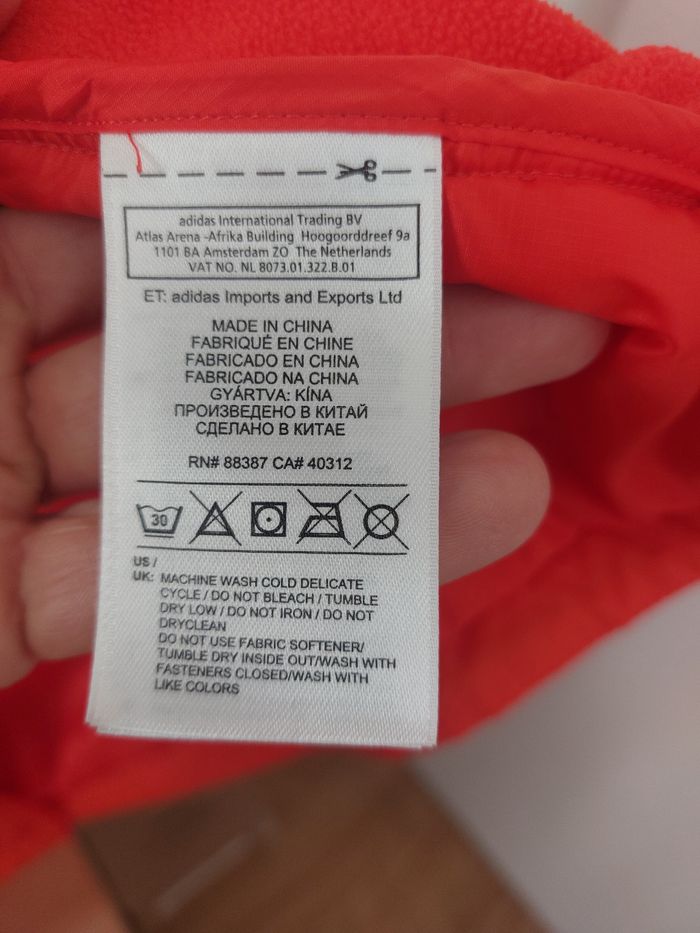 adidas International Trading BV
Atlas Arena -Afrika Building Hoogoorddreef 9a
1101 BA Amsterdam ZO The Netherlands
VAT NO. NL 8073.01.322.B.01
ET: adidas Imports and Exports Ltd
MADE IN CHINA
FABRIQUÉ EN CHINE
FABRICADO EN CHINA
FABRICADO NA CHINA
GYÁRTVA: KÍNA
ПРОИЗВЕДЕНО В КИТАЙ
СДЕЛАНО В КИТАЕ
RN# 88387 CA# 40312
30
US /
UK: MACHINE WASH COLD DELICATE
CYCLE / DO NOT BLEACH / TUMBLE
DRY LOW / DO NOT IRON / DO NOT
DRYCLEAN
DO NOT USE FABRIC SOFTENER/
TUMBLE DRY INSIDE OUT/WASH WITH
FASTENERS CLOSED/WASH WITH
LIKE COLORS